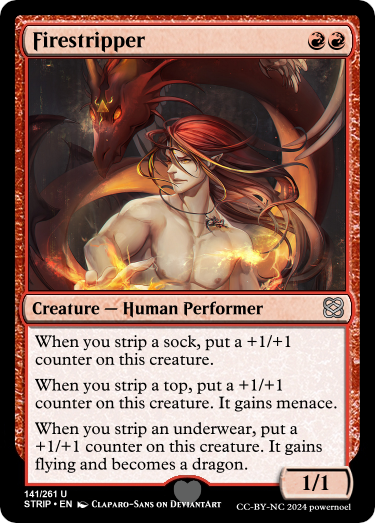 Firestripper
Creature — Human Performer
When you strip a sock, put a +1/+1
counter on this creature.
When you strip a top, put a +1/+1
counter on this creature. It gains menace.
When you strip an underwear, put a
+1/+1 counter on this creature. It gains
flying and becomes a dragon.
1/1
141/261 U
STRIP • EN Claparo-Sans on DeviantArt
CC-BY-NC 2024 powernoel